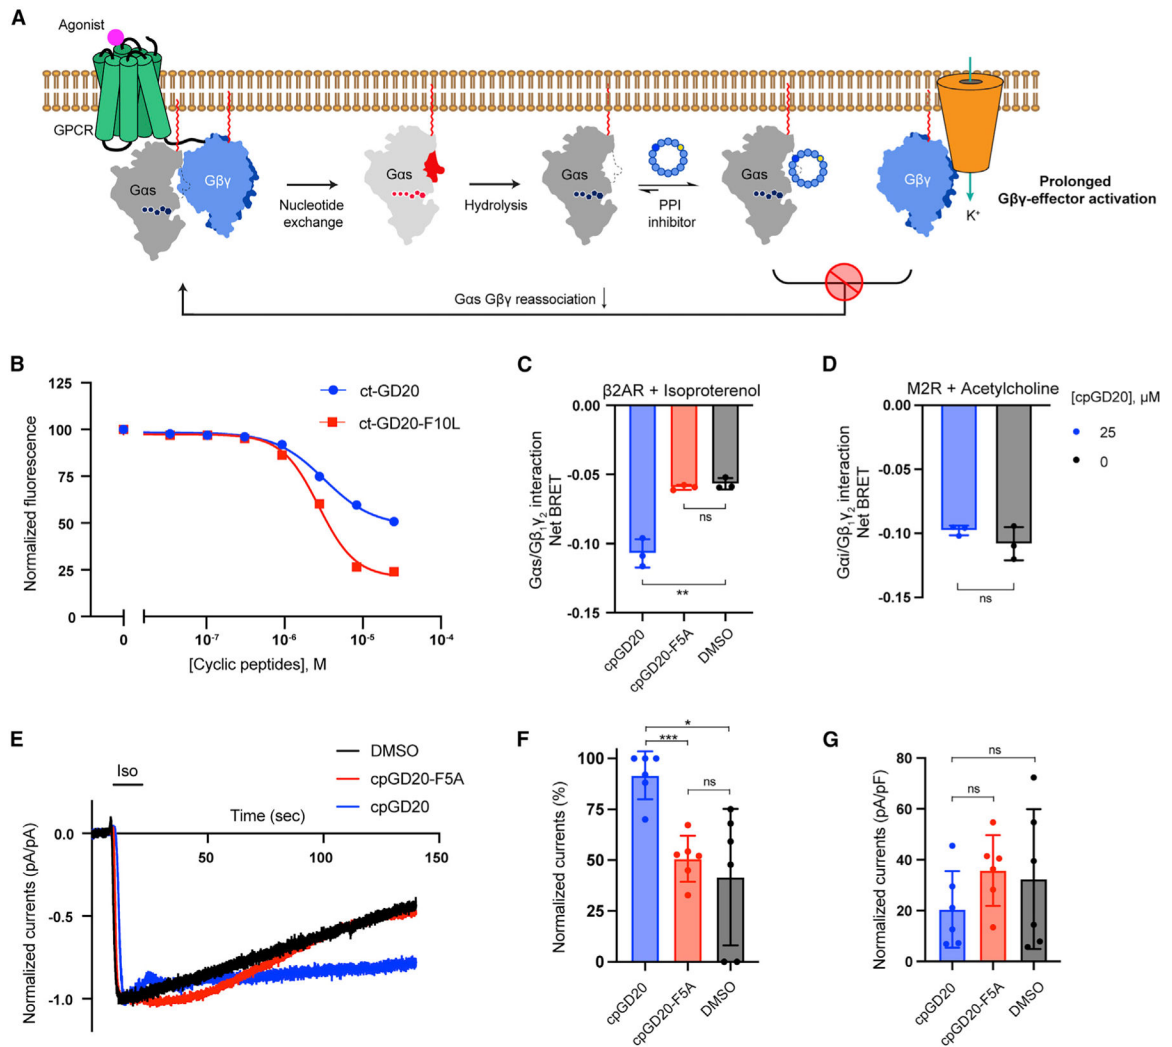 A
Agonist
GPCR
Gαs
Gβγ
Nucleotide
exchange
Gαs
Hydrolysis
Gαs
PPI
inhibitor
Gαs
Gβγ
K⁺
Prolonged
Gβγ-effector activation
Gαs Gβγ reassociation ↓
B
Normalized fluorescence
125
100
75
50
25
0
ct-GD20
ct-GD20-F10L
0
10⁻⁷
10⁻⁶
10⁻⁵
10⁻⁴
[Cyclic peptides], M
C
β2AR + Isoproterenol
Gαs/Gβ₁γ₂ interaction
Net BRET
0.00
-0.05
-0.10
-0.15
ns
**
cpGD20
cpGD20-F5A
DMSO
D
M2R + Acetylcholine
Gαi/Gβ₁γ₂ interaction
Net BRET
0.00
-0.05
-0.10
-0.15
ns
[cpGD20], μM
25
0
E
DMSO
cpGD20-F5A
cpGD20
Iso
Time (sec)
Normalized currents (pA/pA)
0.0
-0.5
-1.0
50
100
150
F
Normalized currents (%)
100
75
50
25
0
*
***
ns
cpGD20
cpGD20-F5A
DMSO
G
Normalized currents (pA/pF)
80
60
40
20
0
ns
ns
cpGD20
cpGD20-F5A
DMSO